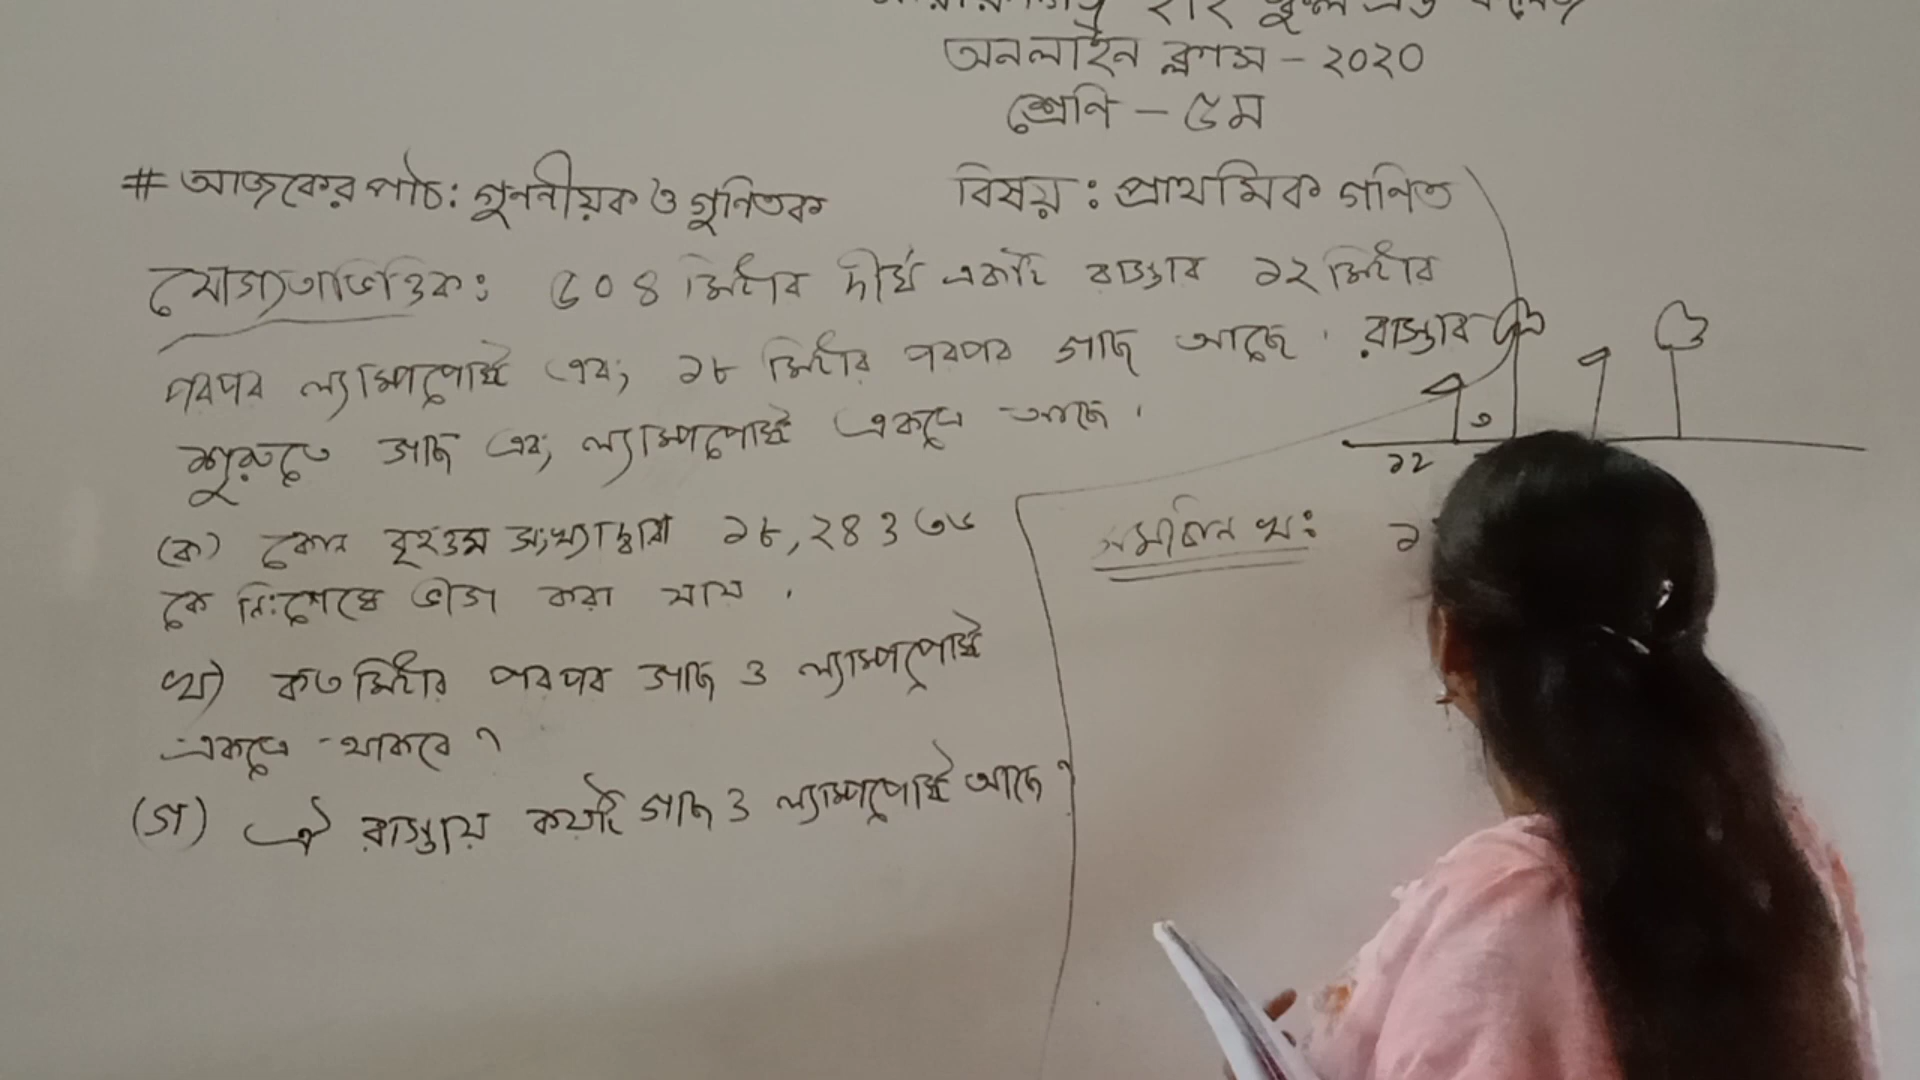 অনলাইন ক্লাস - ২০২০
শ্রেণি - ৫ম
# আজকের পাঠ : গুননীয়ক ও গুনিতক
বিষয় : প্রাথমিক গনিত
যোগ্যতাভিত্তিক : ৫০৪ মিটার দীর্ঘ একটি রাস্তার ১২ মিটার
পরপর ল্যাম্পপোষ্ট এবং ১৮ মিটার পরপর গাছ আছে। রাস্তার
শুরুতে গাছ এবং ল্যাম্পপোষ্ট একত্রে আছে।
(ক) কোন বৃহত্তম সংখ্যাদ্বারা ১৮, ২৪ ও ৩৬
কে নিঃশেষে ভাগ করা যায়।
খ) কত মিটার পরপর গাছ ও ল্যাম্পপোষ্ট
একত্রে থাকবে?
(গ) ঐ রাস্তায় কয়টি গাছ ও ল্যাম্পপোষ্ট আছে?
১২
সমাধান খ: